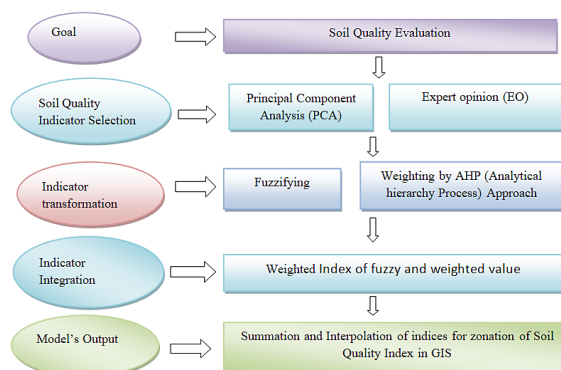 Goal
Soil Quality Evaluation
Soil Quality
Indicator Selection
Principal Component
Analysis (PCA)
Expert opinion (EO)
Indicator
transformation
Fuzzifying
Weighting by AHP (Analytical
hierarchy Process) Approach
Indicator
Integration
Weighted Index of fuzzy and weighted value
Model's Output
Summation and Interpolation of indices for zonation of Soil
Quality Index in GIS